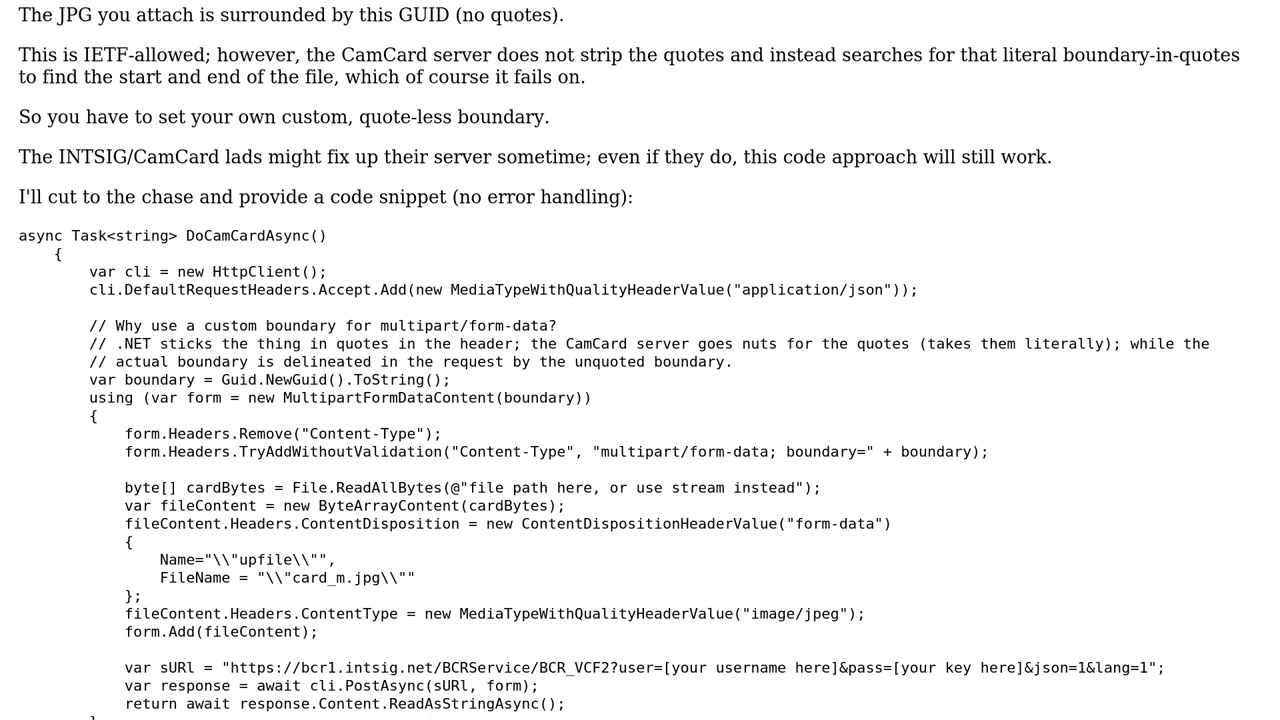 The JPG you attach is surrounded by this GUID (no quotes).
This is IETF-allowed; however, the CamCard server does not strip the quotes and instead searches for that literal boundary-in-quotes
to find the start and end of the file, which of course it fails on.
So you have to set your own custom, quote-less boundary.
The INTSIG/CamCard lads might fix up their server sometime; even if they do, this code approach will still work.
I'll cut to the chase and provide a code snippet (no error handling):
async Task<string> DoCamCardAsync()
    {
        var cli = new HttpClient();
        cli.DefaultRequestHeaders.Accept.Add(new MediaTypeWithQualityHeaderValue("application/json"));
        // Why use a custom boundary for multipart/form-data?
        // .NET sticks the thing in quotes in the header; the CamCard server goes nuts for the quotes (takes them literally); while the
        // actual boundary is delineated in the request by the unquoted boundary.
        var boundary = Guid.NewGuid().ToString();
        using (var form = new MultipartFormDataContent(boundary))
        {
            form.Headers.Remove("Content-Type");
            form.Headers.TryAddWithoutValidation("Content-Type", "multipart/form-data; boundary=" + boundary);
            byte[] cardBytes = File.ReadAllBytes(@"file path here, or use stream instead");
            var fileContent = new ByteArrayContent(cardBytes);
            fileContent.Headers.ContentDisposition = new ContentDispositionHeaderValue("form-data")
            {
                Name="\\"upfile\\"",
                FileName = "\\"card_m.jpg\\""
            };
            fileContent.Headers.ContentType = new MediaTypeWithQualityHeaderValue("image/jpeg");
            form.Add(fileContent);
            var sURl = "https://bcr1.intsig.net/BCRService/BCR_VCF2?user=[your username here]&pass=[your key here]&json=1&lang=1";
            var response = await cli.PostAsync(sURl, form);
            return await response.Content.ReadAsStringAsync();
        }